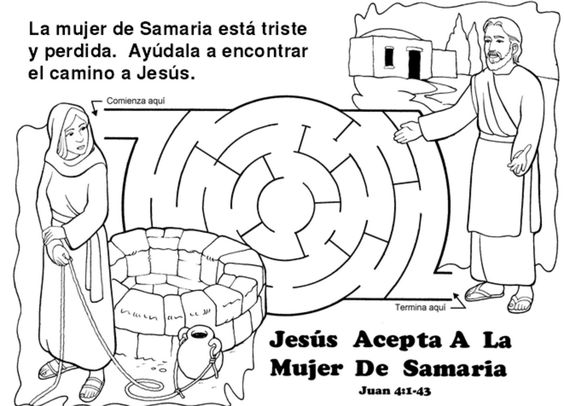 La mujer de Samaria está triste
y perdida.  Ayúdala a encontrar
el camino a Jesús.
Comienza aquí
Termina aquí
Jesús Acepta A La
Mujer De Samaria
Juan 4:1-43